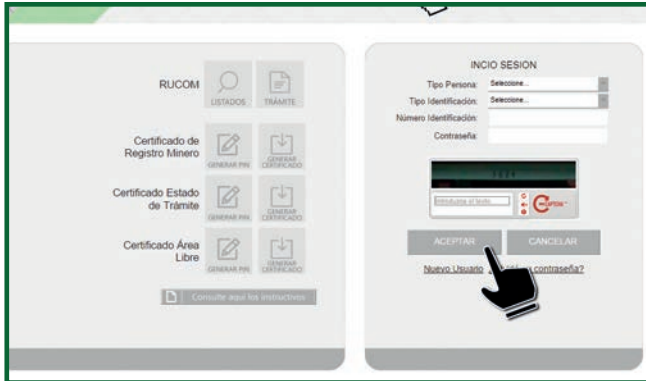 RUCOM
LISTADOS
TRÁMITE
Certificado de
Registro Minero
GENERAR PIN
GENERAR
CERTIFICADO
Certificado Estado
de Trámite
GENERAR PIN
GENERAR
CERTIFICADO
Certificado Área
Libre
GENERAR PIN
GENERAR
CERTIFICADO
Consulte aquí los instructivos
INCIO SESION
Tipo Persona: Seleccione...
Tipo Identificación: Seleccione...
Número Identificación:
Contraseña:
Introduzca el texto
ACEPTAR
CANCELAR
Nuevo Usuario
contraseña?